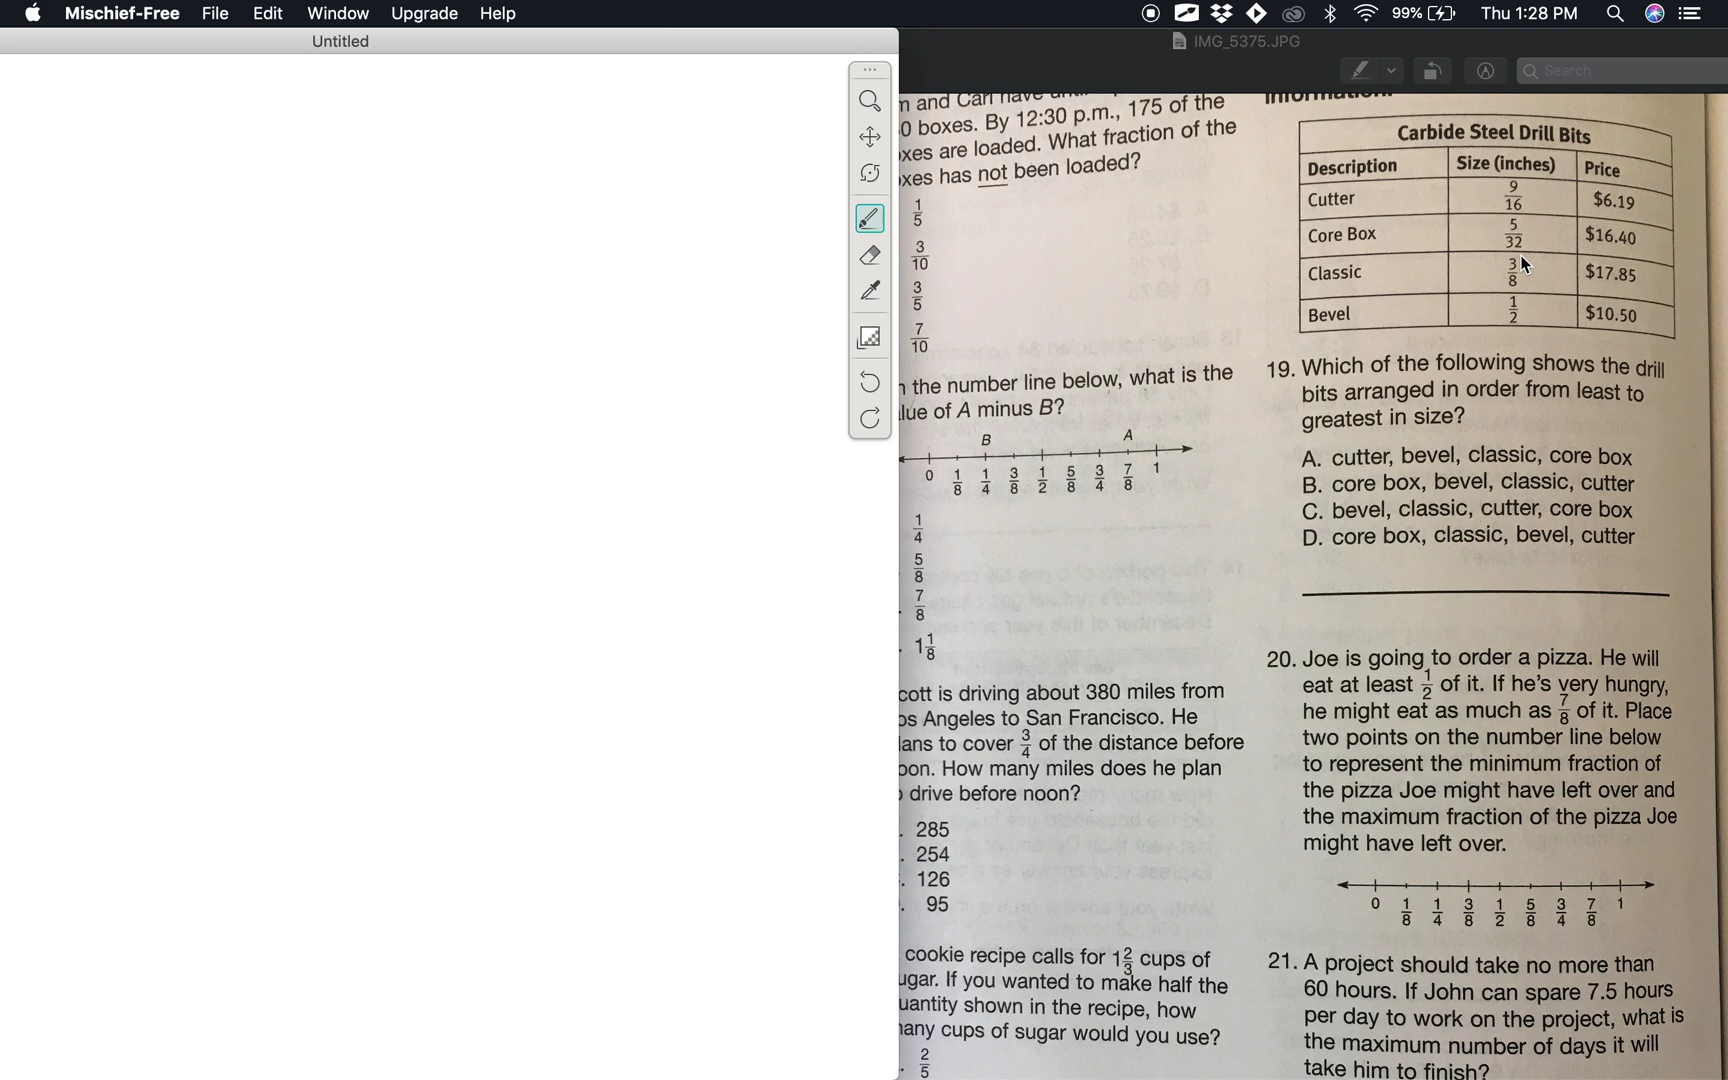 Mischief-Free File Edit Window Upgrade Help
99% Thu 1:28 PM
Untitled
IMG_5375.JPG
Search
and Carl have
0 boxes. By 12:30 p.m., 175 of the
xes are loaded. What fraction of the
xes has not been loaded?
1/5
3/10
3/5
7/10
the number line below, what is the
lue of A minus B?
B A
0 1/8 1/4 3/8 1/2 5/8 3/4 7/8 1
1/4
5/8
7/8
1 1/8
cott is driving about 380 miles from
os Angeles to San Francisco. He
lans to cover 3/4 of the distance before
oon. How many miles does he plan
drive before noon?
. 285
. 254
. 126
. 95
cookie recipe calls for 1 2/3 cups of
ugar. If you wanted to make half the
uantity shown in the recipe, how
any cups of sugar would you use?
2/5
Carbide Steel Drill Bits
Description Size (inches) Price
Cutter 9/16 $6.19
Core Box 5/32 $16.40
Classic 3/8 $17.85
Bevel 1/2 $10.50
19. Which of the following shows the drill
bits arranged in order from least to
greatest in size?
A. cutter, bevel, classic, core box
B. core box, bevel, classic, cutter
C. bevel, classic, cutter, core box
D. core box, classic, bevel, cutter
20. Joe is going to order a pizza. He will
eat at least 1/2 of it. If he's very hungry,
he might eat as much as 7/8 of it. Place
two points on the number line below
to represent the minimum fraction of
the pizza Joe might have left over and
the maximum fraction of the pizza Joe
might have left over.
0 1/8 1/4 3/8 1/2 5/8 3/4 7/8 1
21. A project should take no more than
60 hours. If John can spare 7.5 hours
per day to work on the project, what is
the maximum number of days it will
take him to finish?